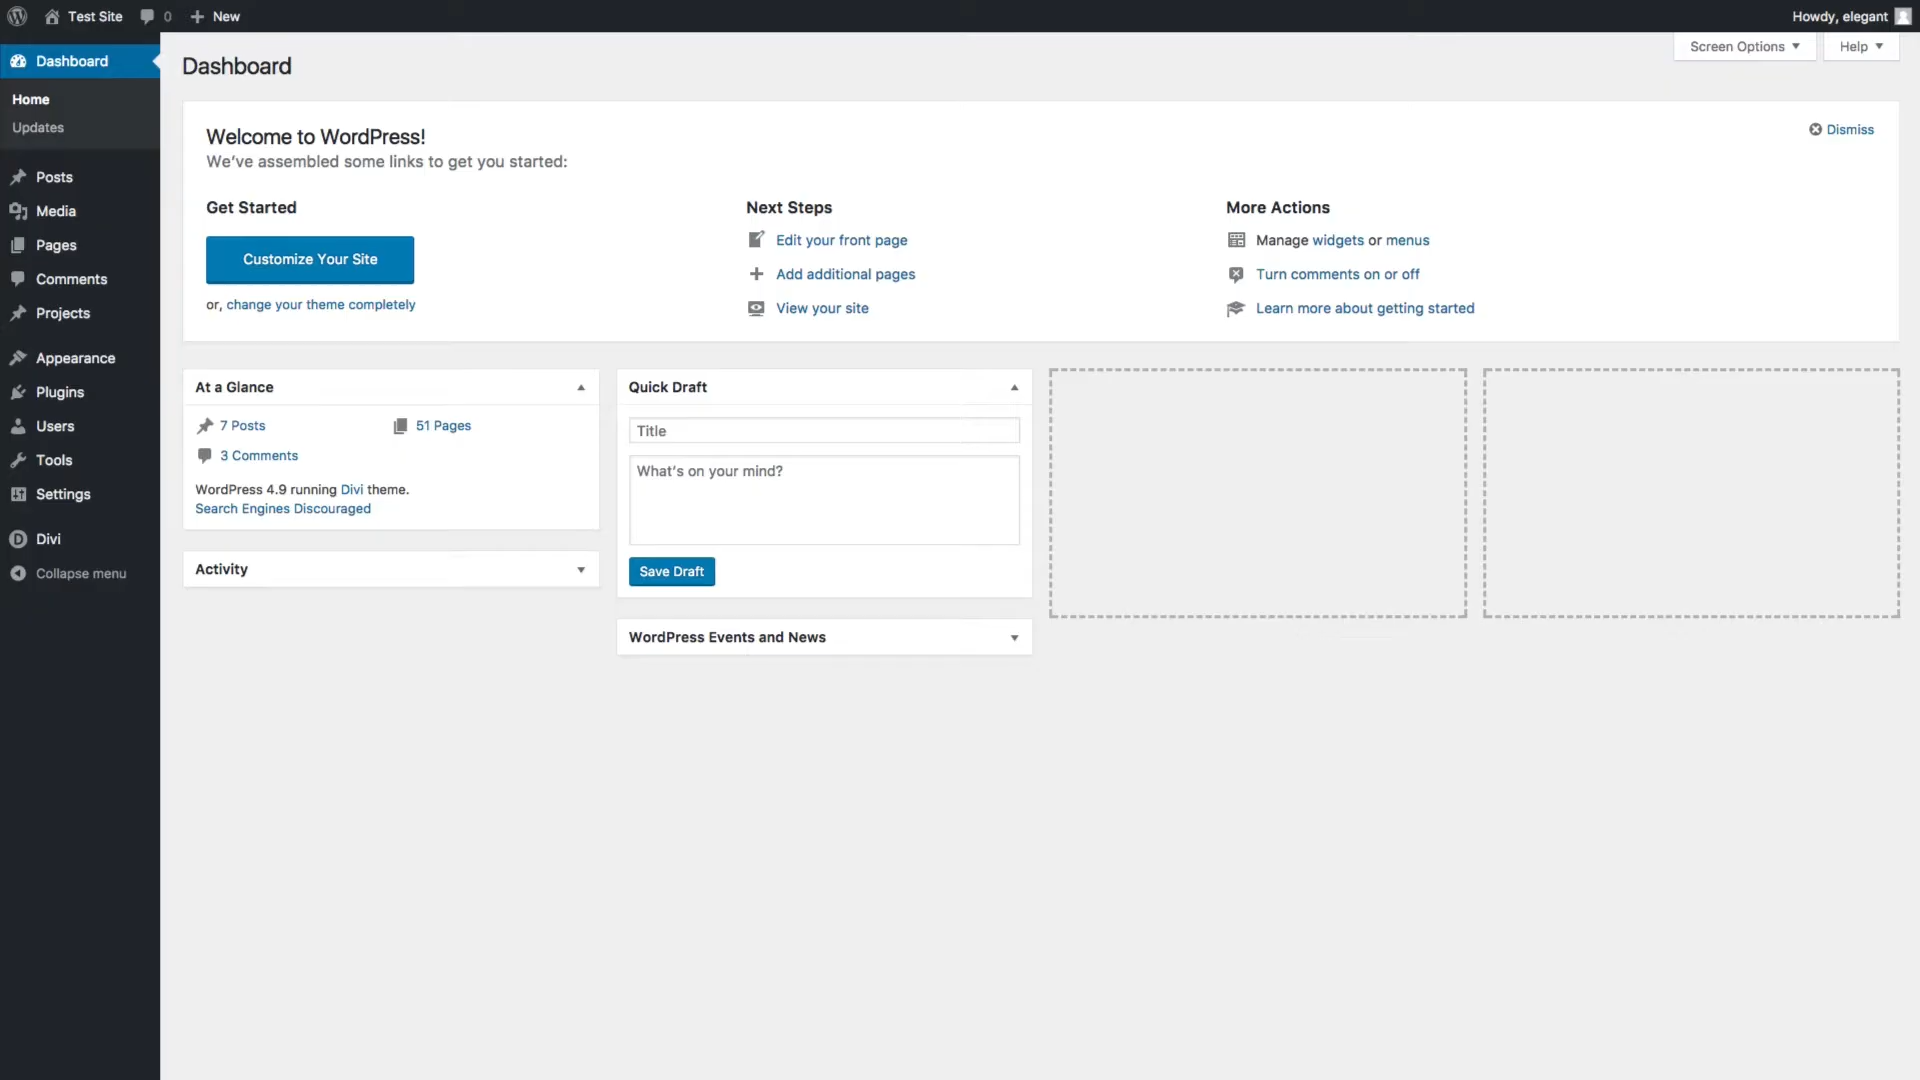 Test Site
0
New
Howdy, elegant
Dashboard
Home
Updates
Posts
Media
Pages
Comments
Projects
Appearance
Plugins
Users
Tools
Settings
Divi
Collapse menu
Dashboard
Screen Options
Help
Welcome to WordPress!
We’ve assembled some links to get you started:
Dismiss
Get Started
Customize Your Site
or, change your theme completely
Next Steps
Edit your front page
Add additional pages
View your site
More Actions
Manage widgets or menus
Turn comments on or off
Learn more about getting started
At a Glance
7 Posts
51 Pages
3 Comments
WordPress 4.9 running Divi theme.
Search Engines Discouraged
Activity
Quick Draft
Title
What’s on your mind?
Save Draft
WordPress Events and News